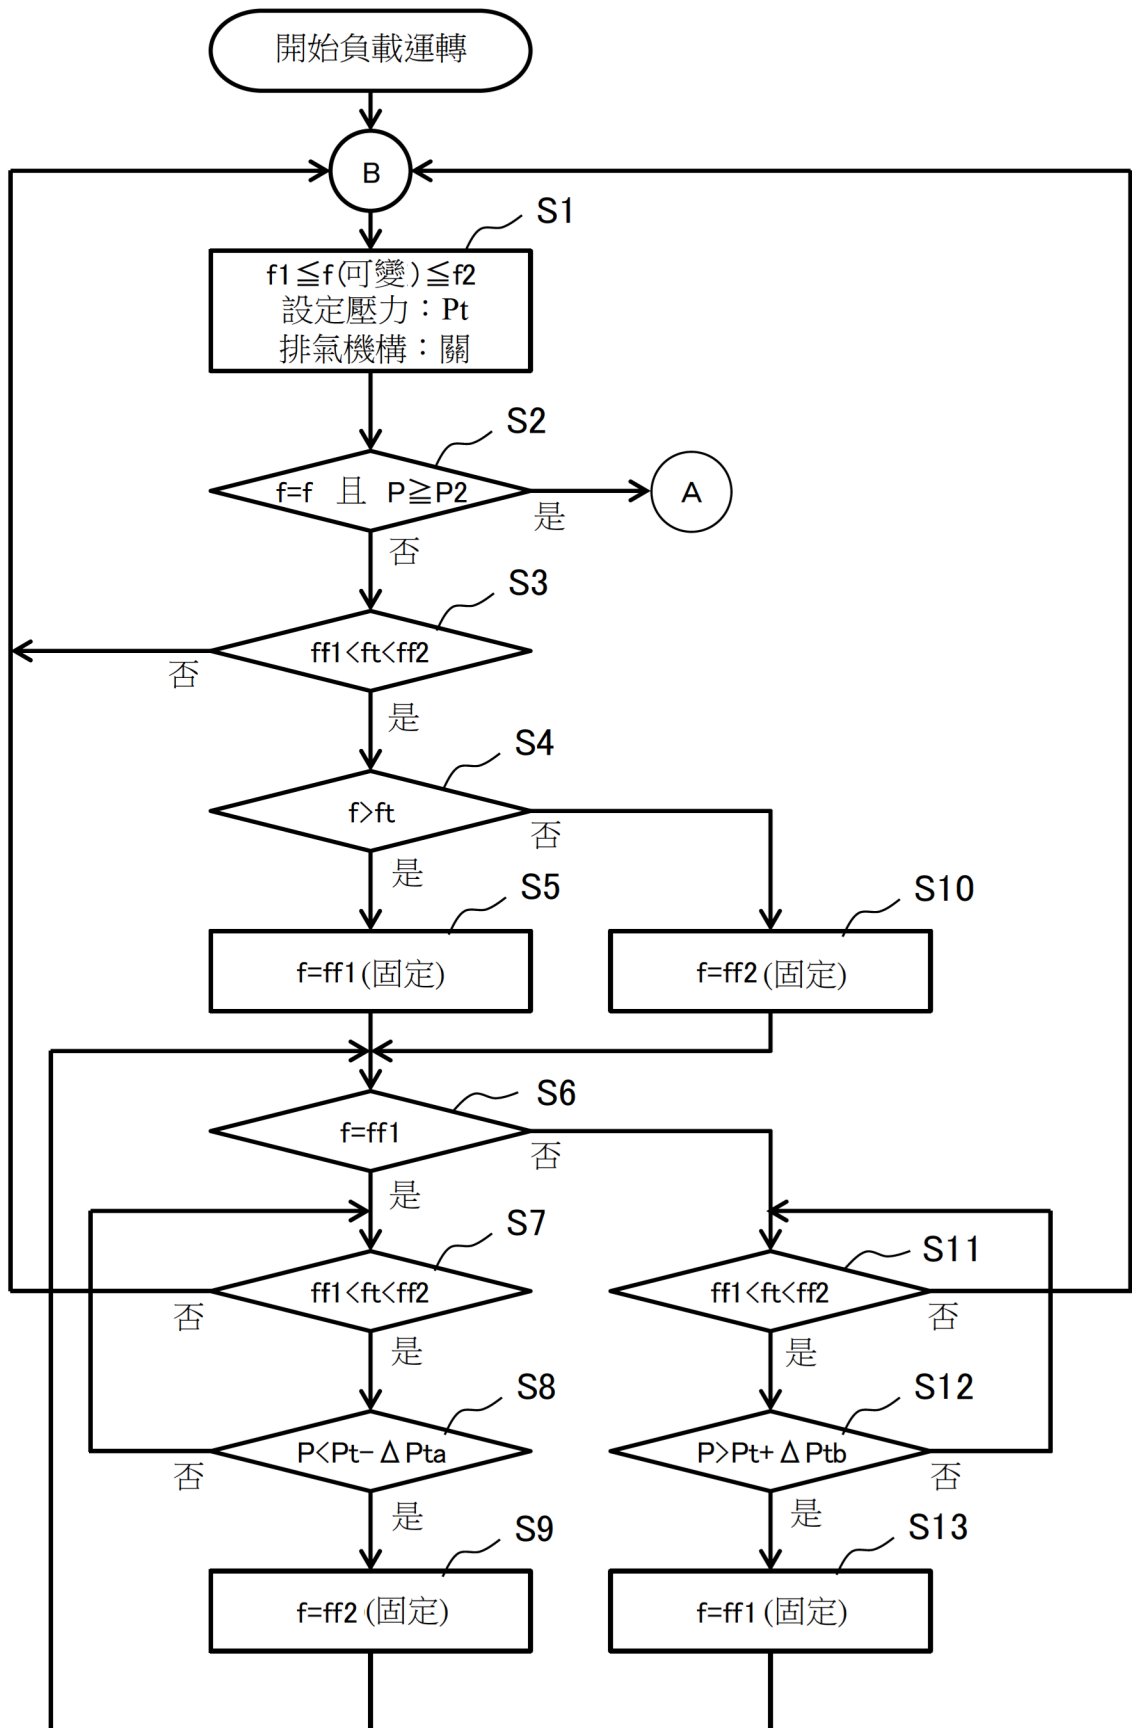 開始負載運轉
B
S1
f1≦f(可變)≦f2
設定壓力：Pt
排氣機構：關
S2
f=f 且 P≧P2
是
A
否
S3
ff1<ft<ff2
否
是
S4
f>ft
否
是
S5
f=ff1(固定)
S10
f=ff2(固定)
S6
f=ff1
否
是
S7
ff1<ft<ff2
否
是
S11
ff1<ft<ff2
否
是
S8
P<Pt-ΔPta
否
是
S12
P>Pt+ΔPtb
否
是
S9
f=ff2(固定)
S13
f=ff1(固定)